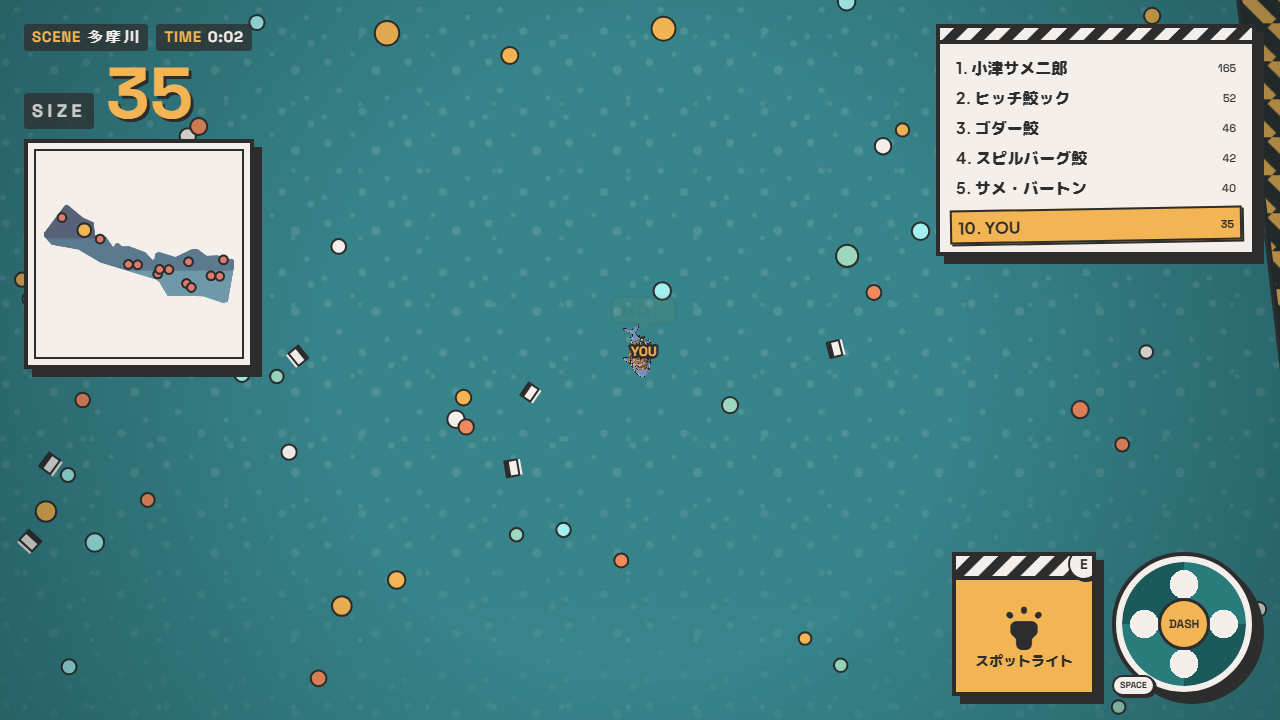 SCENE 多摩川 TIME 0:02
SIZE 35
1. 小津サメ二郎 165
2. ヒッチ鮫ック 52
3. ゴダー鮫 46
4. スピルバーグ鮫 42
5. サメ・バートン 40
10. YOU 35
YOU
E
スポットライト
DASH
SPACE